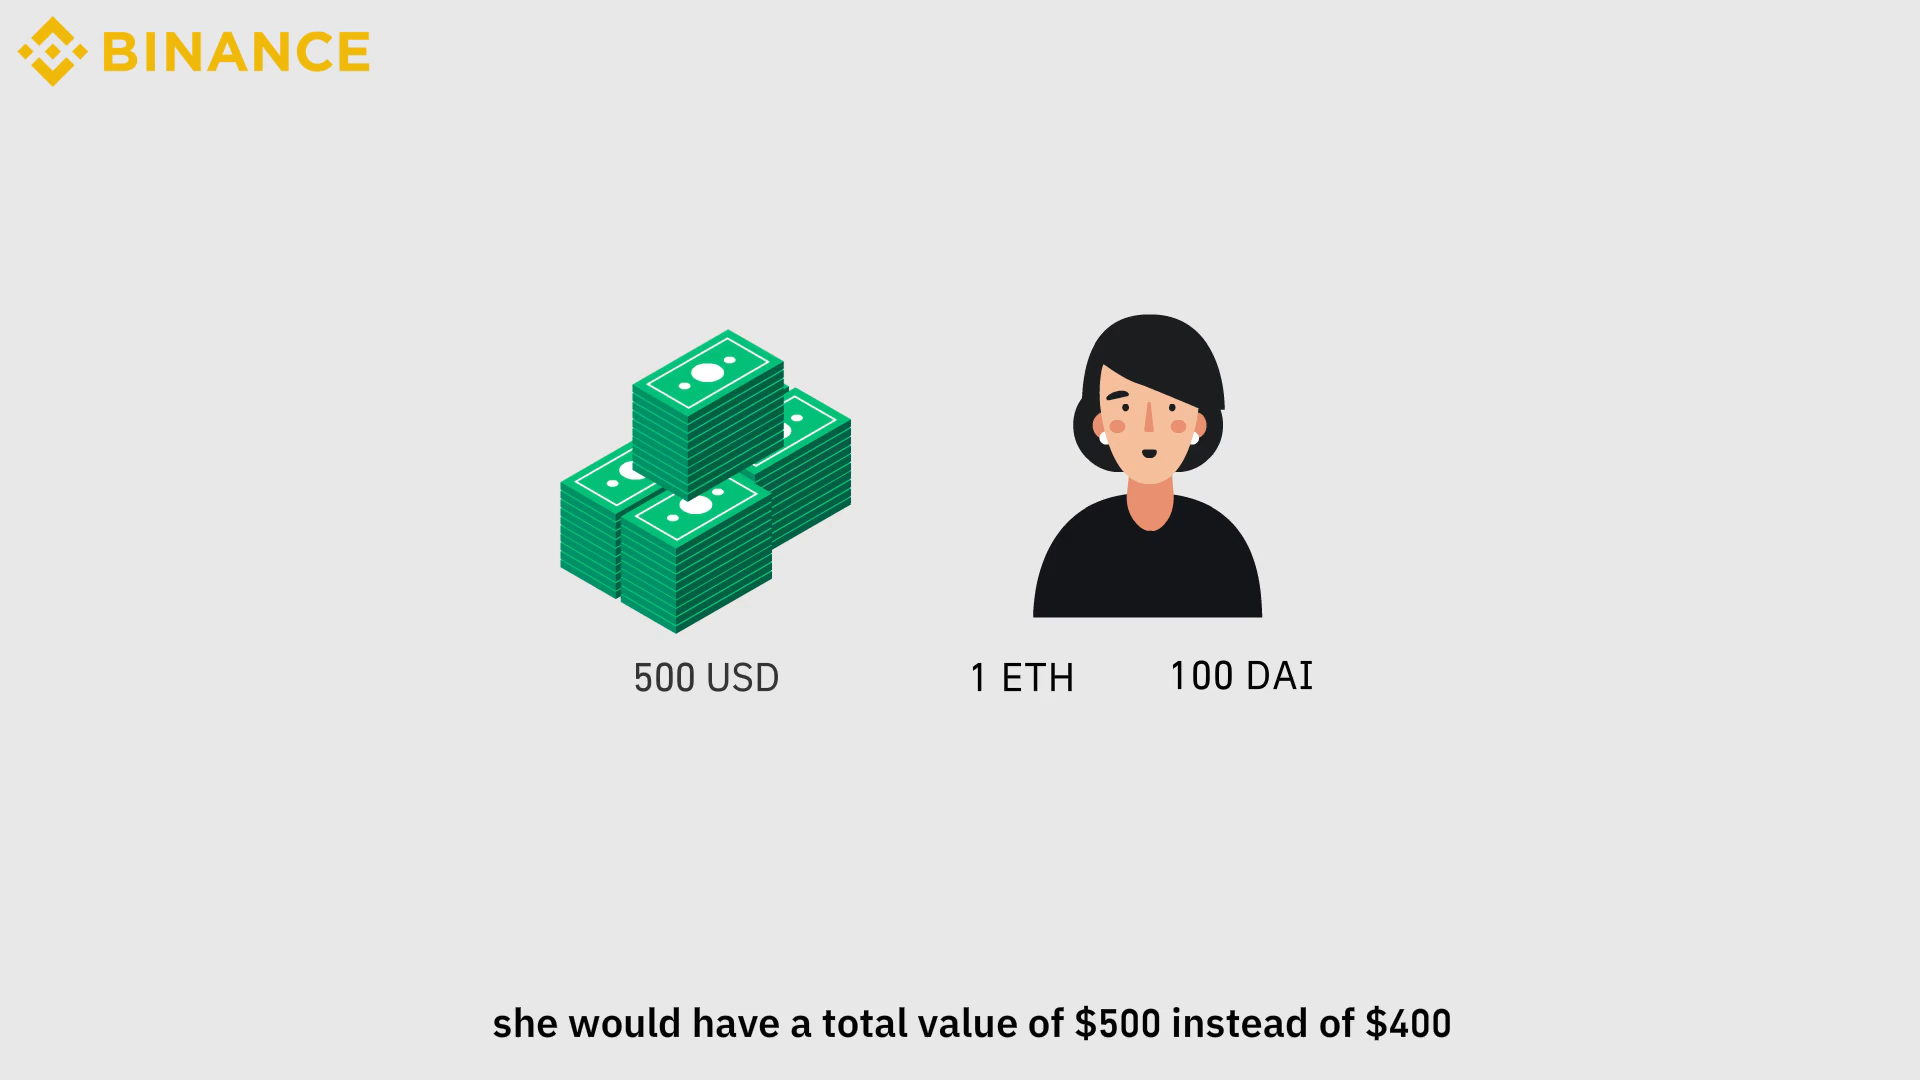 BINANCE
500 USD
1 ETH
100 DAI
she would have a total value of $500 instead of $400